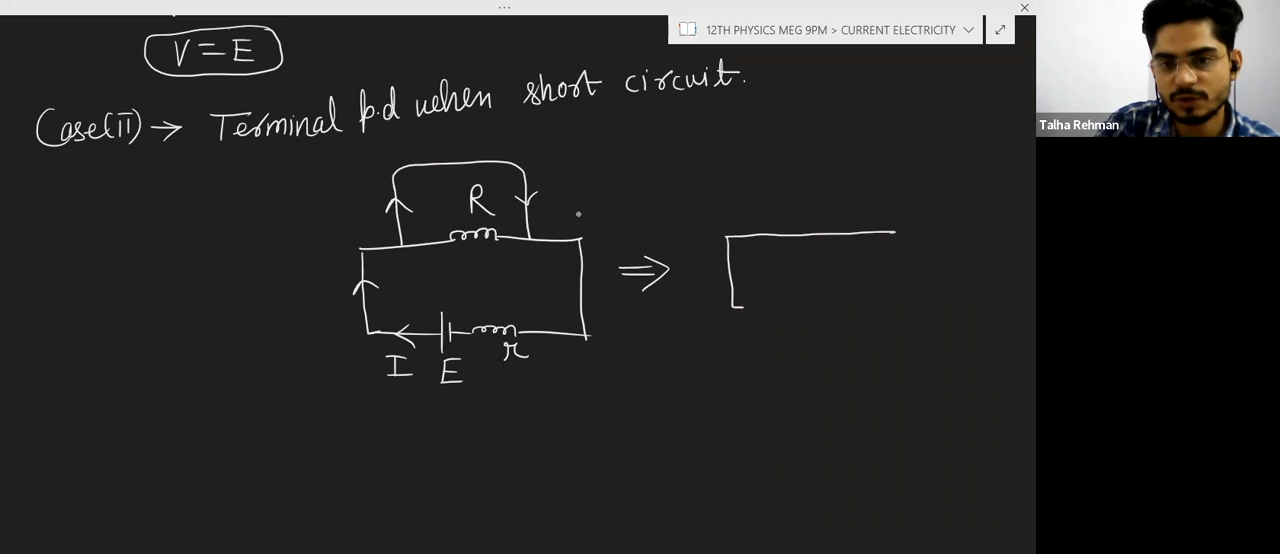 12TH PHYSICS MEG 9PM > CURRENT ELECTRICITY
V = E
Case(II) → Terminal p.d when short circuit.
R
I E r
Talha Rehman